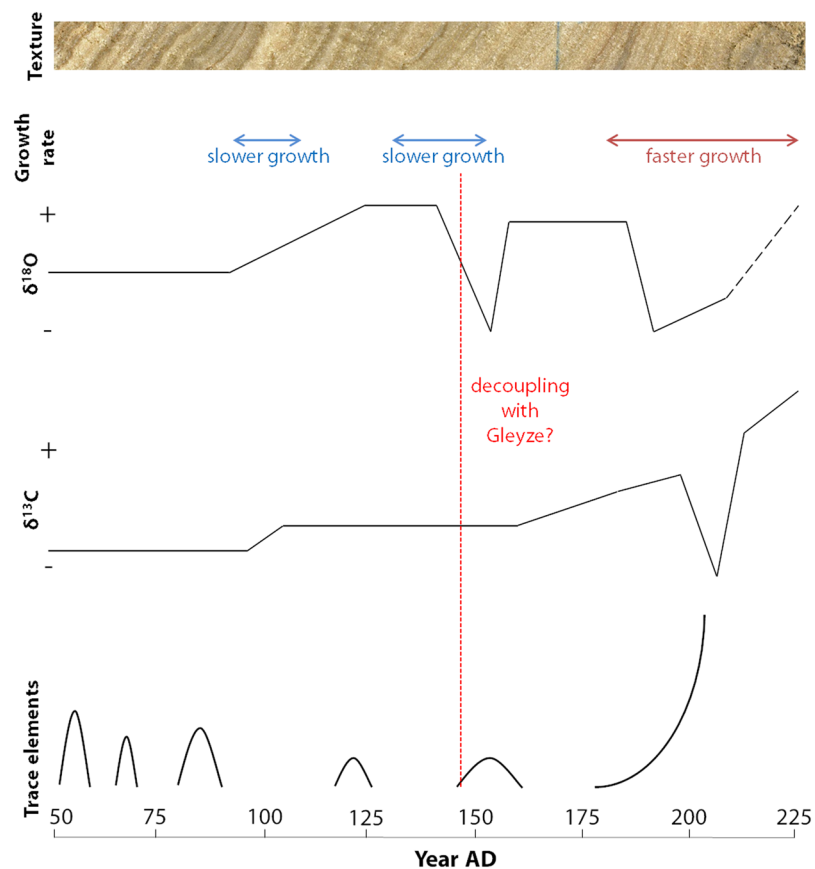 Texture
Growth
rate
slower growth
slower growth
faster growth
+
δ¹⁸O
-
decoupling
with
Gleyze?
+
δ¹³C
-
Trace elements
50 75 100 125 150 175 200 225
Year AD